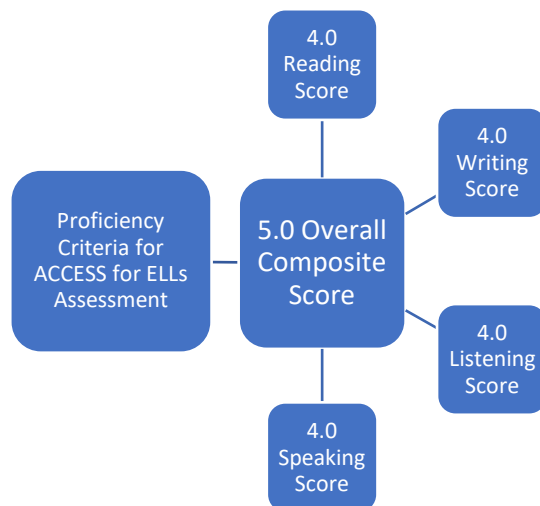 4.0
Reading
Score
4.0
Writing
Score
Proficiency
Criteria for
ACCESS for ELLs
Assessment
5.0 Overall
Composite
Score
4.0
Listening
Score
4.0
Speaking
Score